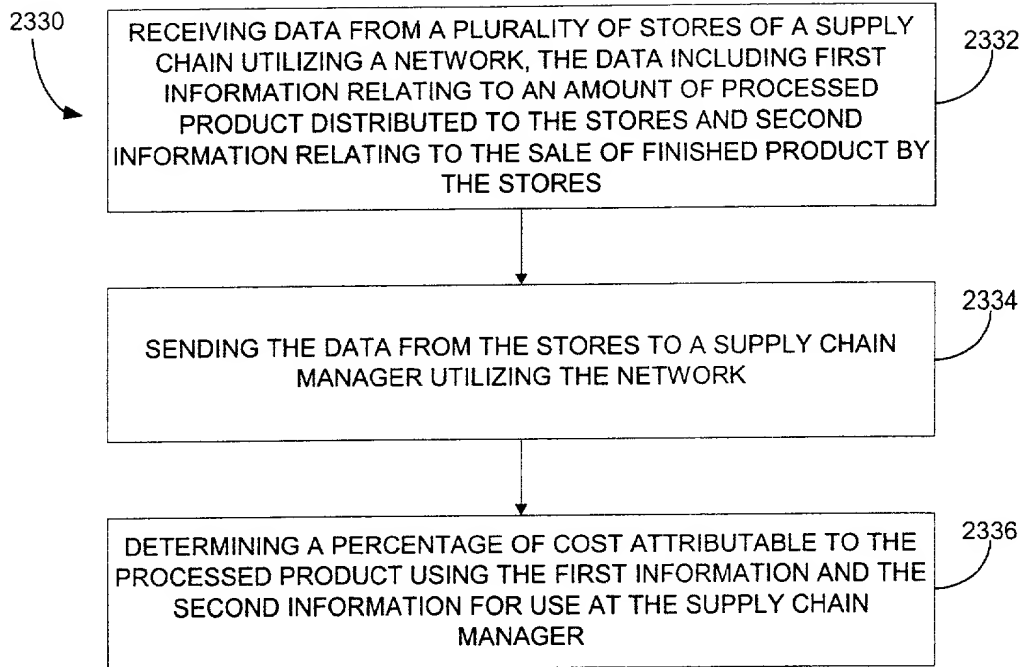 2330
RECEIVING DATA FROM A PLURALITY OF STORES OF A SUPPLY
CHAIN UTILIZING A NETWORK, THE DATA INCLUDING FIRST
INFORMATION RELATING TO AN AMOUNT OF PROCESSED
PRODUCT DISTRIBUTED TO THE STORES AND SECOND
INFORMATION RELATING TO THE SALE OF FINISHED PRODUCT BY
THE STORES
2332
SENDING THE DATA FROM THE STORES TO A SUPPLY CHAIN
MANAGER UTILIZING THE NETWORK
2334
DETERMINING A PERCENTAGE OF COST ATTRIBUTABLE TO THE
PROCESSED PRODUCT USING THE FIRST INFORMATION AND THE
SECOND INFORMATION FOR USE AT THE SUPPLY CHAIN
MANAGER
2336